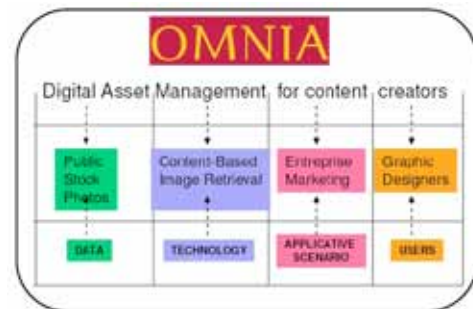 OMNIA
Digital Asset Management for content creators
Public
Stock
Photos
Content-Based
Image Retrieval
Entreprise
Marketing
Graphic
Designers
DATA
TECHNOLOGY
APPLICATIVE
SCENARIO
USERS